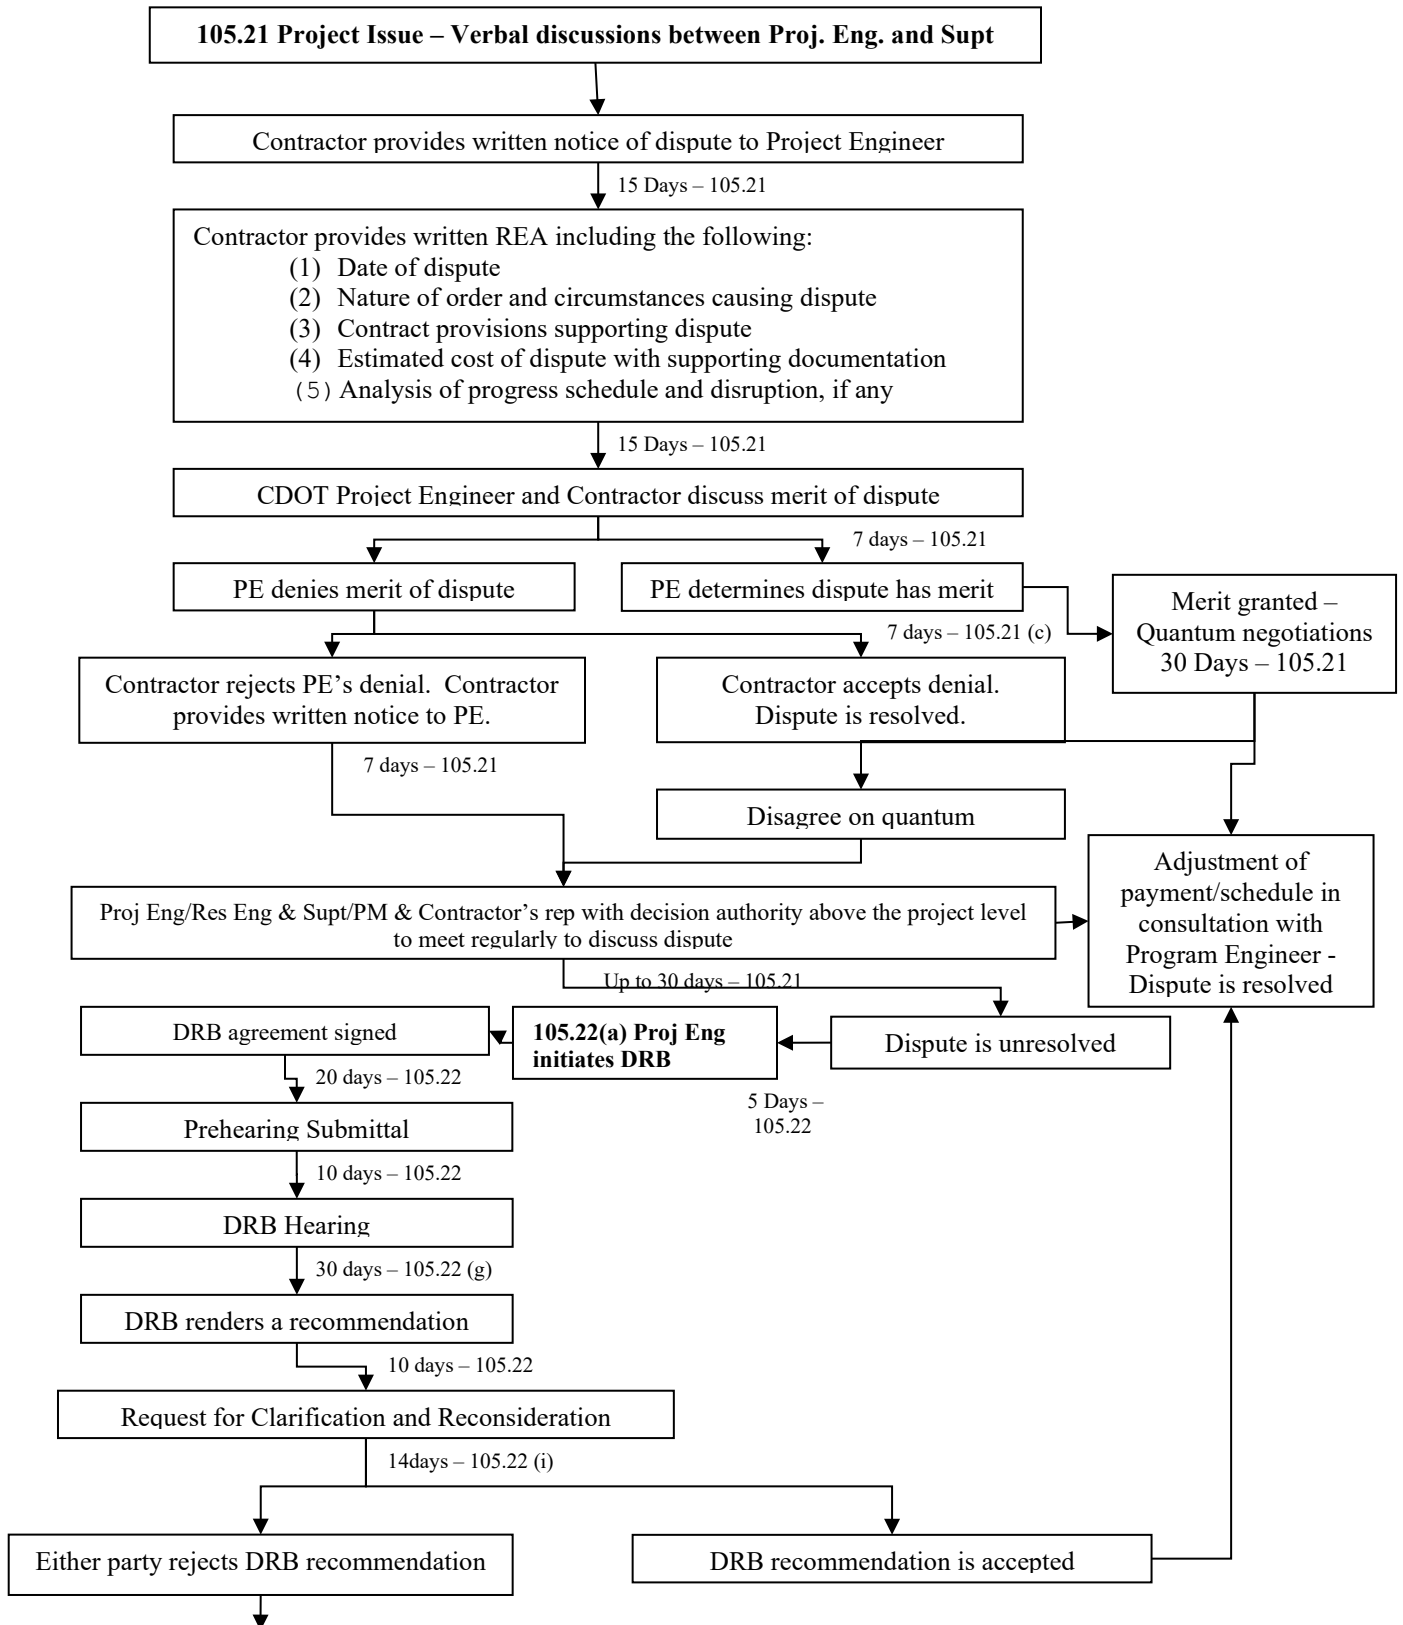 105.21 Project Issue – Verbal discussions between Proj. Eng. and Supt
Contractor provides written notice of dispute to Project Engineer
15 Days – 105.21
Contractor provides written REA including the following:
(1) Date of dispute
(2) Nature of order and circumstances causing dispute
(3) Contract provisions supporting dispute
(4) Estimated cost of dispute with supporting documentation
(5) Analysis of progress schedule and disruption, if any
15 Days – 105.21
CDOT Project Engineer and Contractor discuss merit of dispute
7 days – 105.21
PE denies merit of dispute
PE determines dispute has merit
Merit granted –
Quantum negotiations
30 Days – 105.21
7 days – 105.21 (c)
Contractor rejects PE’s denial.  Contractor
provides written notice to PE.
Contractor accepts denial.
Dispute is resolved.
7 days – 105.21
Disagree on quantum
Adjustment of
payment/schedule in
consultation with
Program Engineer -
Dispute is resolved
Proj Eng/Res Eng & Supt/PM & Contractor’s rep with decision authority above the project level
to meet regularly to discuss dispute
Up to 30 days – 105.21
DRB agreement signed
105.22(a) Proj Eng
initiates DRB
Dispute is unresolved
20 days – 105.22
5 Days –
105.22
Prehearing Submittal
10 days – 105.22
DRB Hearing
30 days – 105.22 (g)
DRB renders a recommendation
10 days – 105.22
Request for Clarification and Reconsideration
14days – 105.22 (i)
Either party rejects DRB recommendation
DRB recommendation is accepted